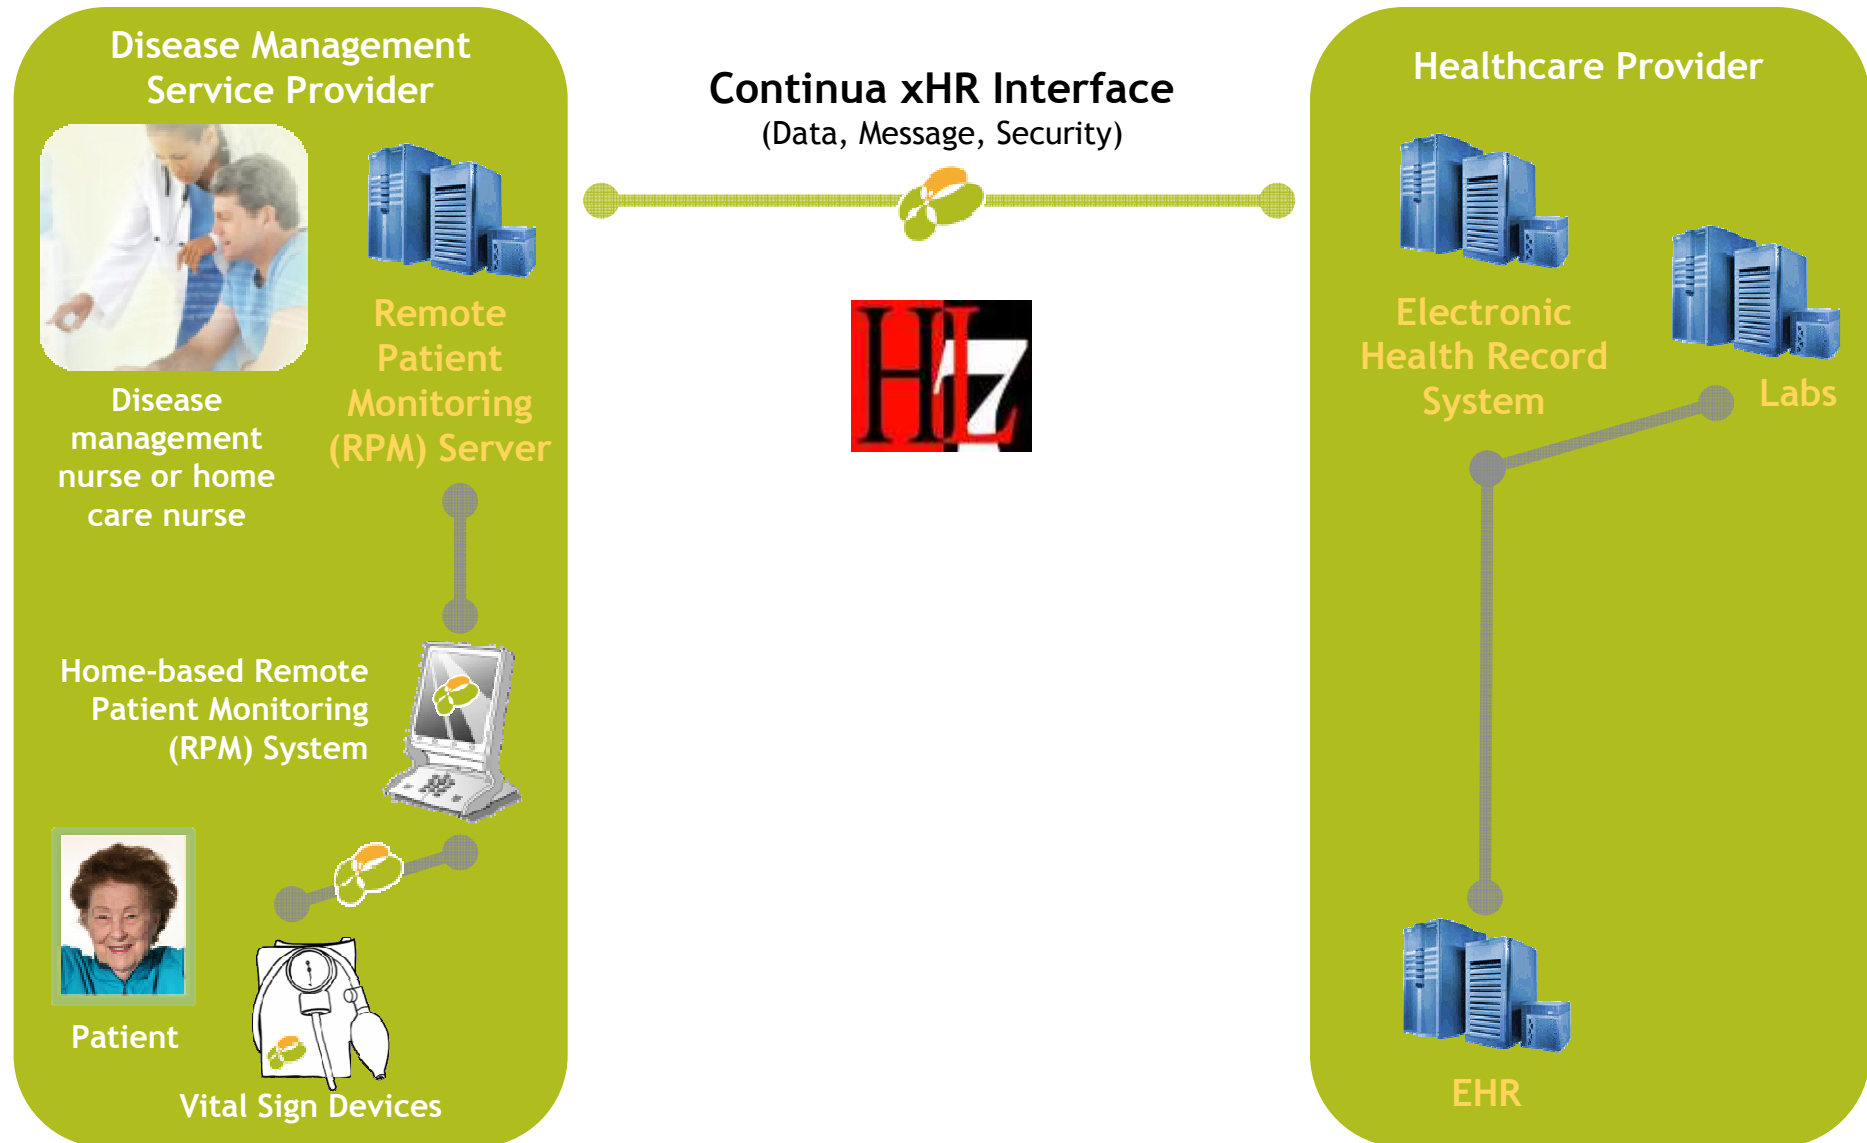 Disease Management
Service Provider
Disease
management
nurse or home
care nurse
Remote
Patient
Monitoring
(RPM) Server
Home-based Remote
Patient Monitoring
(RPM) System
Patient
Vital Sign Devices
Continua xHR Interface
(Data, Message, Security)
HL7
Healthcare Provider
Electronic
Health Record
System
Labs
EHR